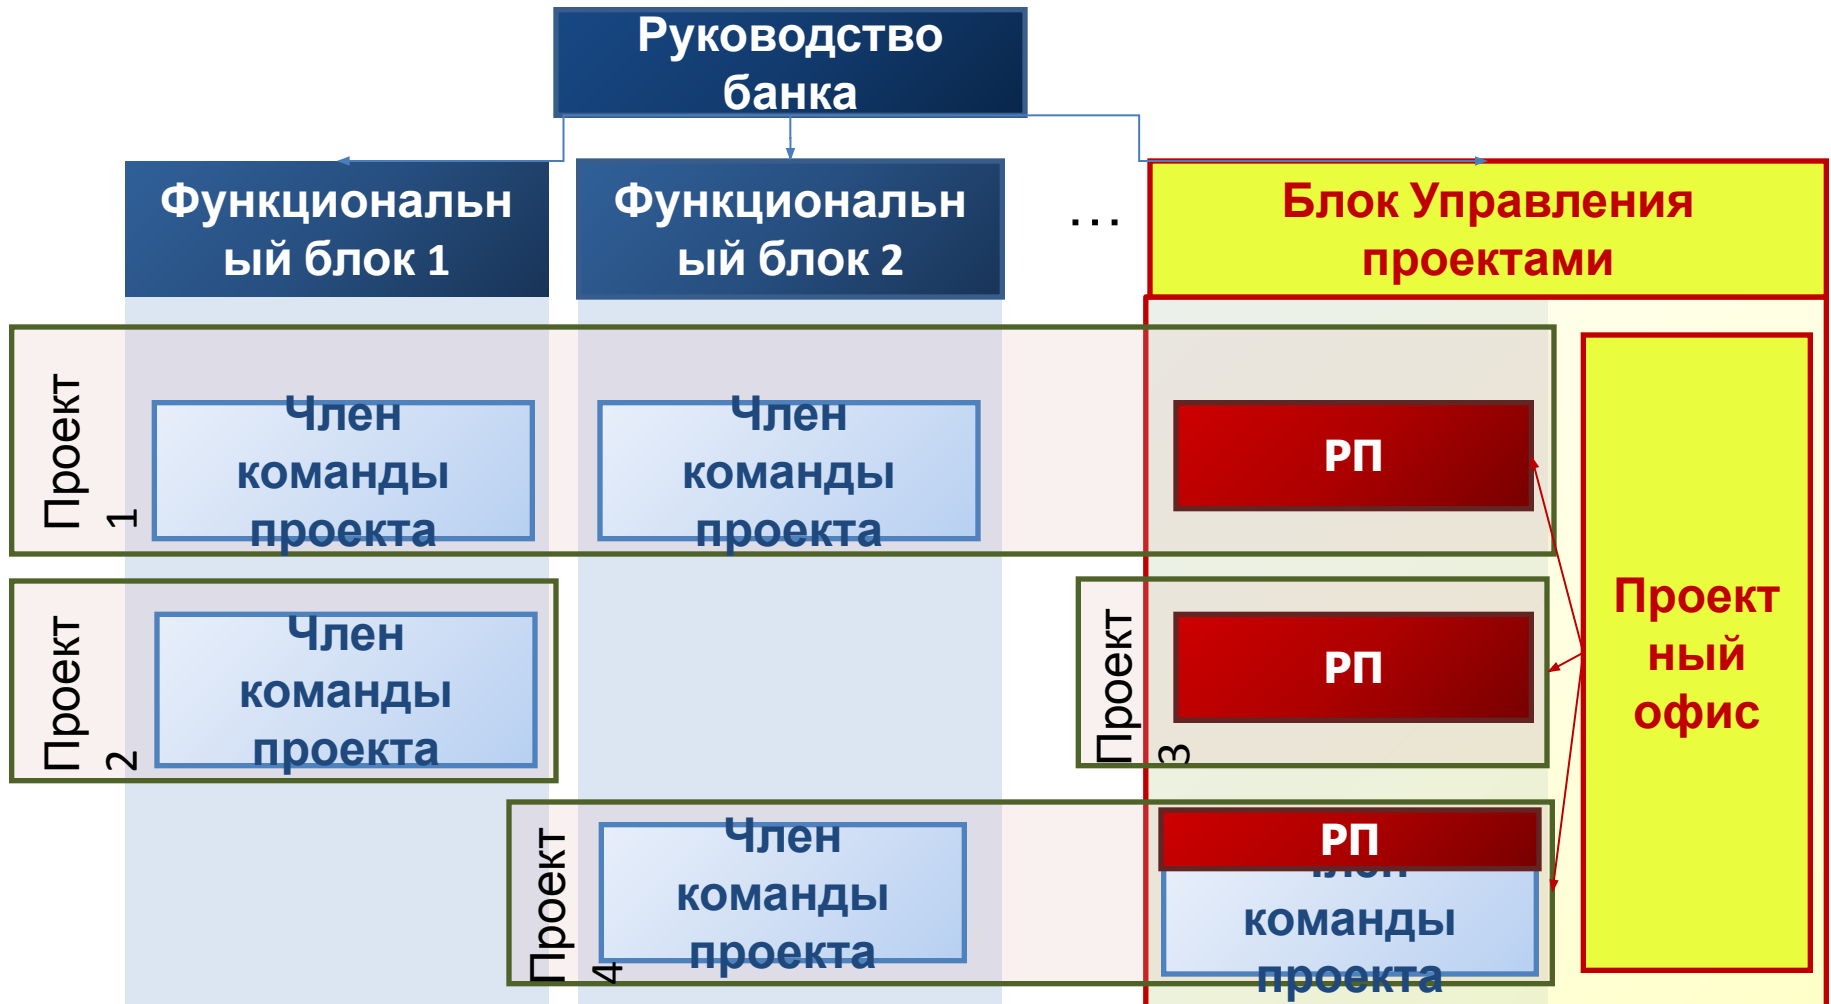 Руководство
банка
Функциональн
ый блок 1
Функциональн
ый блок 2
...
Блок Управления
проектами
Проект
1
Член
команды
проекта
Член
команды
проекта
РП
Проект
2
Член
команды
проекта
Проект
3
РП
Проект
ный
офис
Проект
4
Член
команды
проекта
РП
Член
команды
проекта